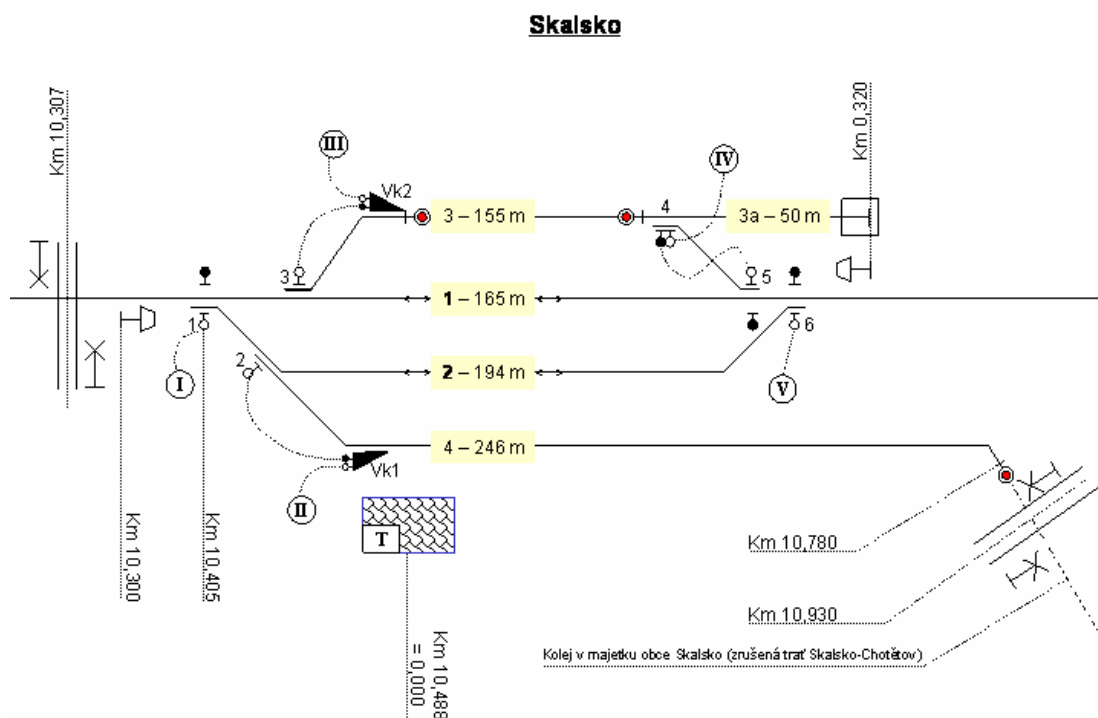 Skalsko
Km 10,307
Km 0,320
III
IV
Vk2
3 – 155 m
4
3a – 50 m
3
5
1 – 165 m
1
6
2
I
2 – 194 m
V
4 – 246 m
Vk1
II
T
Km 10,300
Km 10,405
Km 10,488
= 0,000
Km 10,780
Km 10,930
Kolej v majetku obce Skalsko (zrušená trať Skalsko-Chotětov)